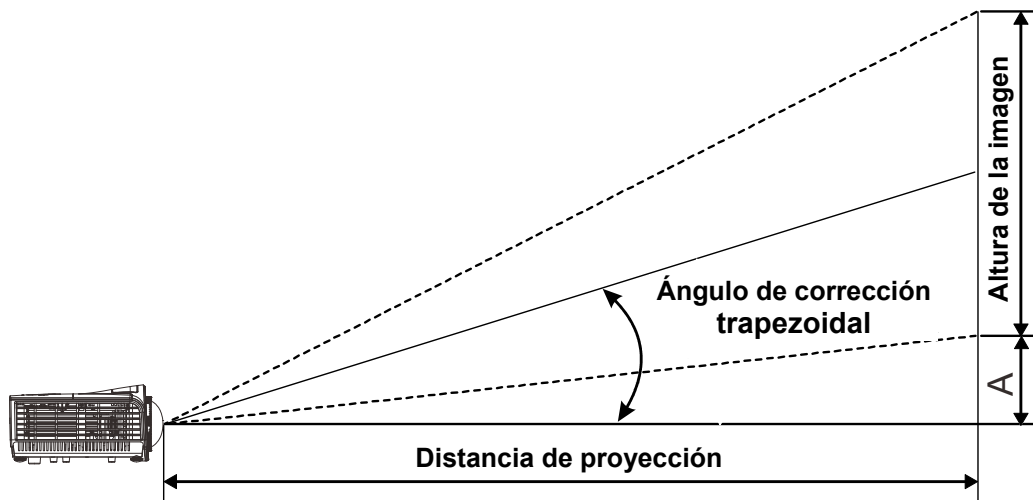 Altura de la imagen
Ángulo de corrección
trapezoidal
A
Distancia de proyección